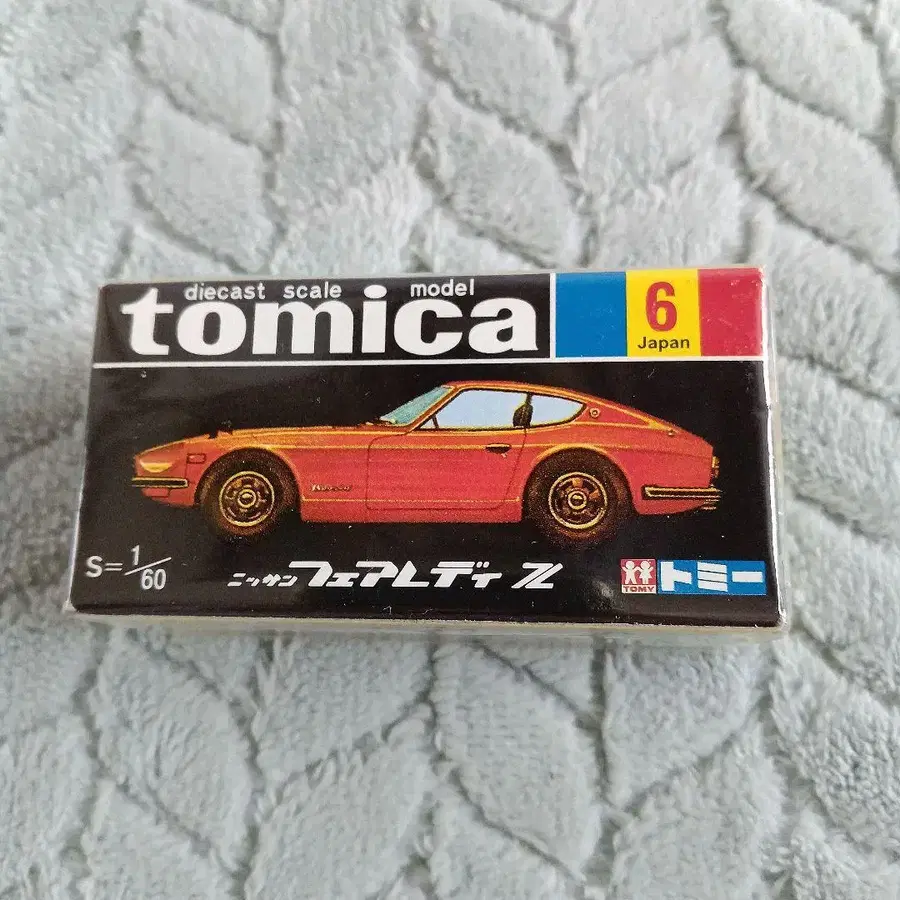 diecast scale model
tomica
6
Japan
S=1/60
ニッサン フェアレディ Z
TOMY
トミー